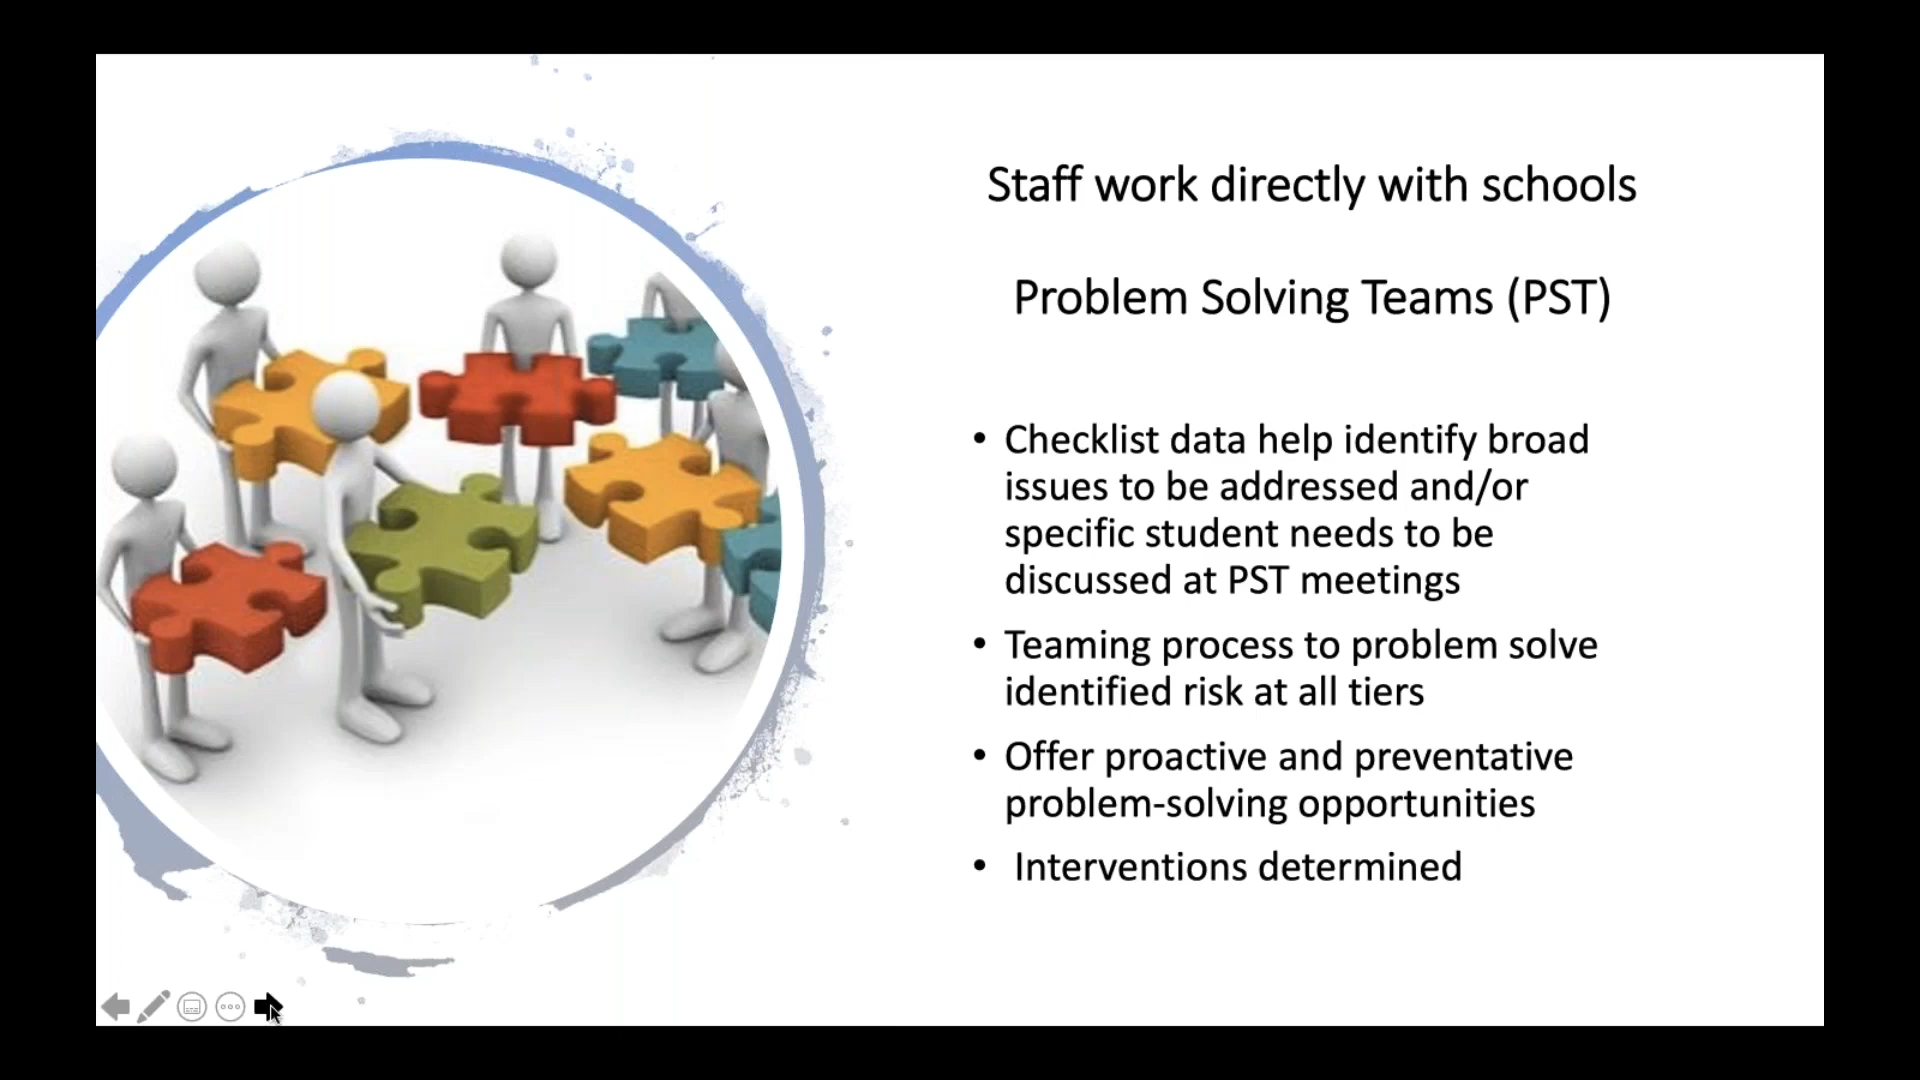 Staff work directly with schools
Problem Solving Teams (PST)
• Checklist data help identify broad
issues to be addressed and/or
specific student needs to be
discussed at PST meetings
• Teaming process to problem solve
identified risk at all tiers
• Offer proactive and preventative
problem-solving opportunities
• Interventions determined